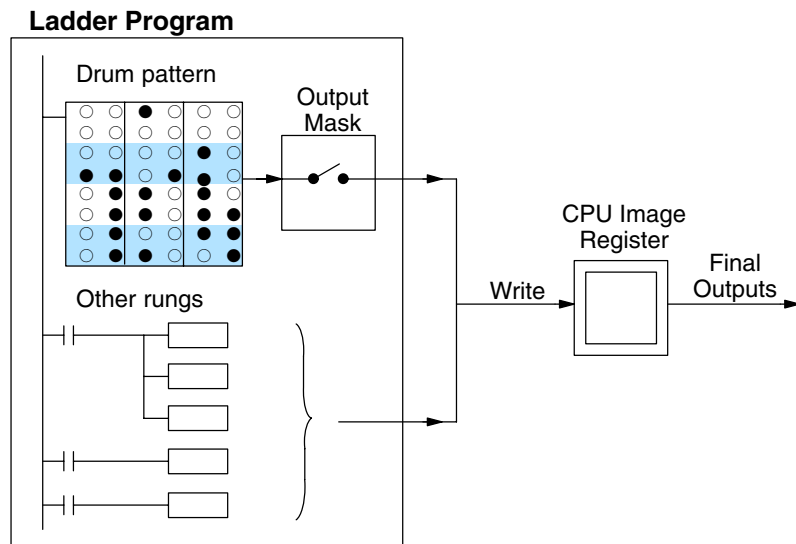 Ladder Program
Drum pattern
Output
Mask
CPU Image
Register
Final
Outputs
Write
Other rungs